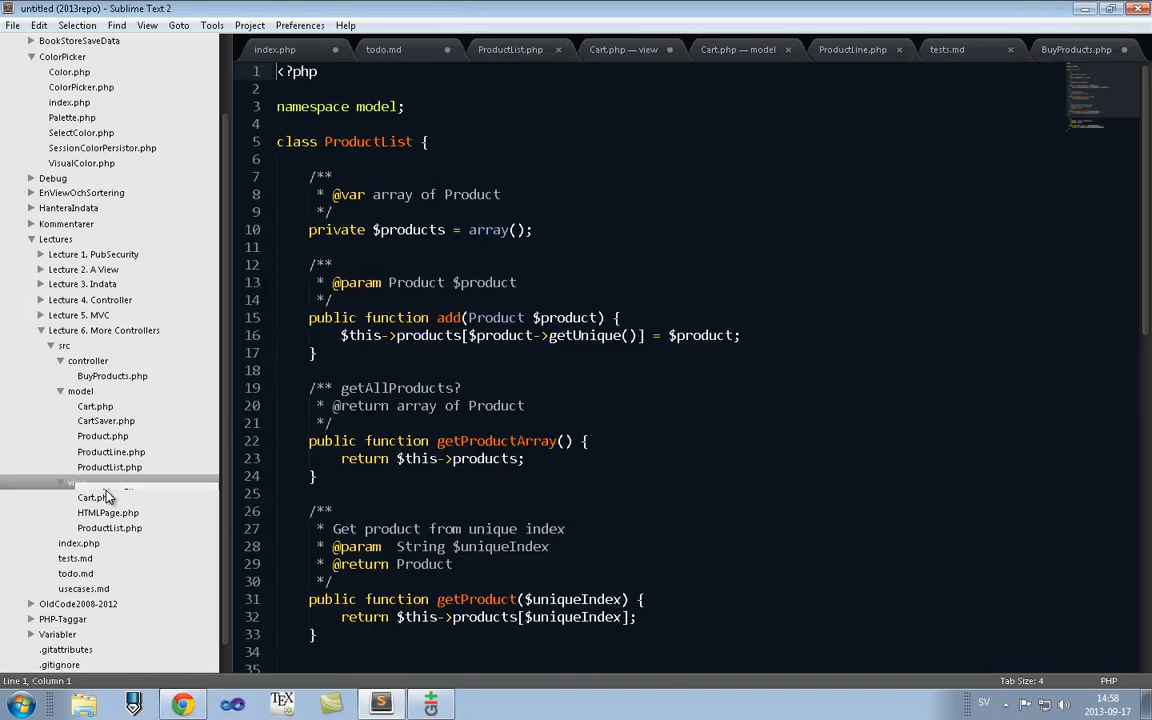 untitled (2013repo) - Sublime Text 2
File Edit Selection Find View Goto Tools Project Preferences Help
index.php todo.md ProductList.php Cart.php — view Cart.php — model ProductLine.php tests.md BuyProducts.php
BookStoreSaveData
ColorPicker
Color.php
ColorPicker.php
index.php
Palette.php
SelectColor.php
SessionColorPersistor.php
VisualColor.php
Debug
EnViewOchSortering
HanteraIndata
Kommentarer
Lectures
Lecture 1. PubSecurity
Lecture 2. A View
Lecture 3. Indata
Lecture 4. Controller
Lecture 5. MVC
Lecture 6. More Controllers
src
controller
BuyProducts.php
model
Cart.php
CartSaver.php
Product.php
ProductLine.php
ProductList.php
HTMLPage.php
ProductList.php
index.php
tests.md
todo.md
usecases.md
OldCode2008-2012
PHP-Taggar
Variabler
.gitattributes
.gitignore
1 <?php
2
3 namespace model;
4
5 class ProductList {
6
7 /**
8 * @var array of Product
9 */
10 private $products = array();
11
12 /**
13 * @param Product $product
14 */
15 public function add(Product $product) {
16 $this->products[$product->getUnique()] = $product;
17 }
18
19 /** getAllProducts?
20 * @return array of Product
21 */
22 public function getProductArray() {
23 return $this->products;
24 }
25
26 /**
27 * Get product from unique index
28 * @param String $uniqueIndex
29 * @return Product
30 */
31 public function getProduct($uniqueIndex) {
32 return $this->products[$uniqueIndex];
33 }
34
35
Line 1, Column 1 Tab Size: 4 PHP
SV 14:58
2013-09-17